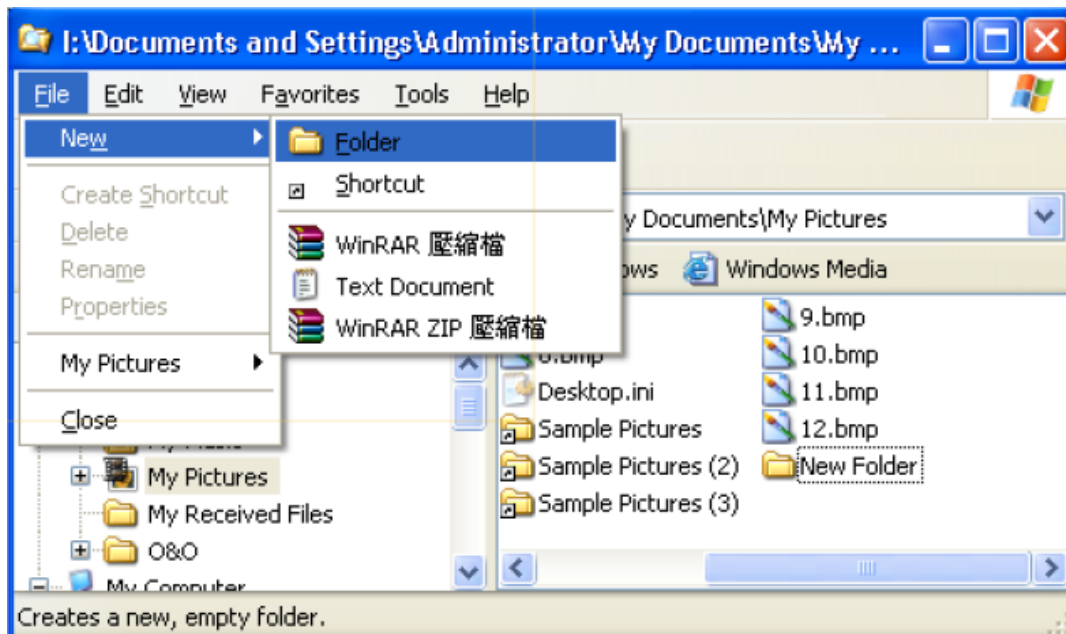 I:\Documents and Settings\Administrator\My Documents\My ...
File Edit View Favorites Tools Help
New
Create Shortcut
Delete
Rename
Properties
My Pictures
Close
Folder
Shortcut
WinRAR 壓縮檔
Text Document
WinRAR ZIP 壓縮檔
y Documents\My Pictures
ows Windows Media
My Pictures
My Received Files
O&O
My Computer
Desktop.ini
Sample Pictures
Sample Pictures (2)
Sample Pictures (3)
9.bmp
10.bmp
11.bmp
12.bmp
New Folder
Creates a new, empty folder.